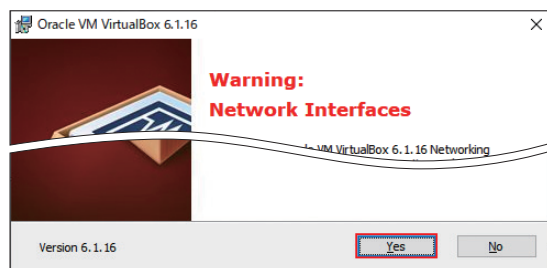 Oracle VM VirtualBox 6.1.16
Warning:
Network Interfaces
VM VirtualBox 6.1.16 Networking
Version 6.1.16
Yes
No